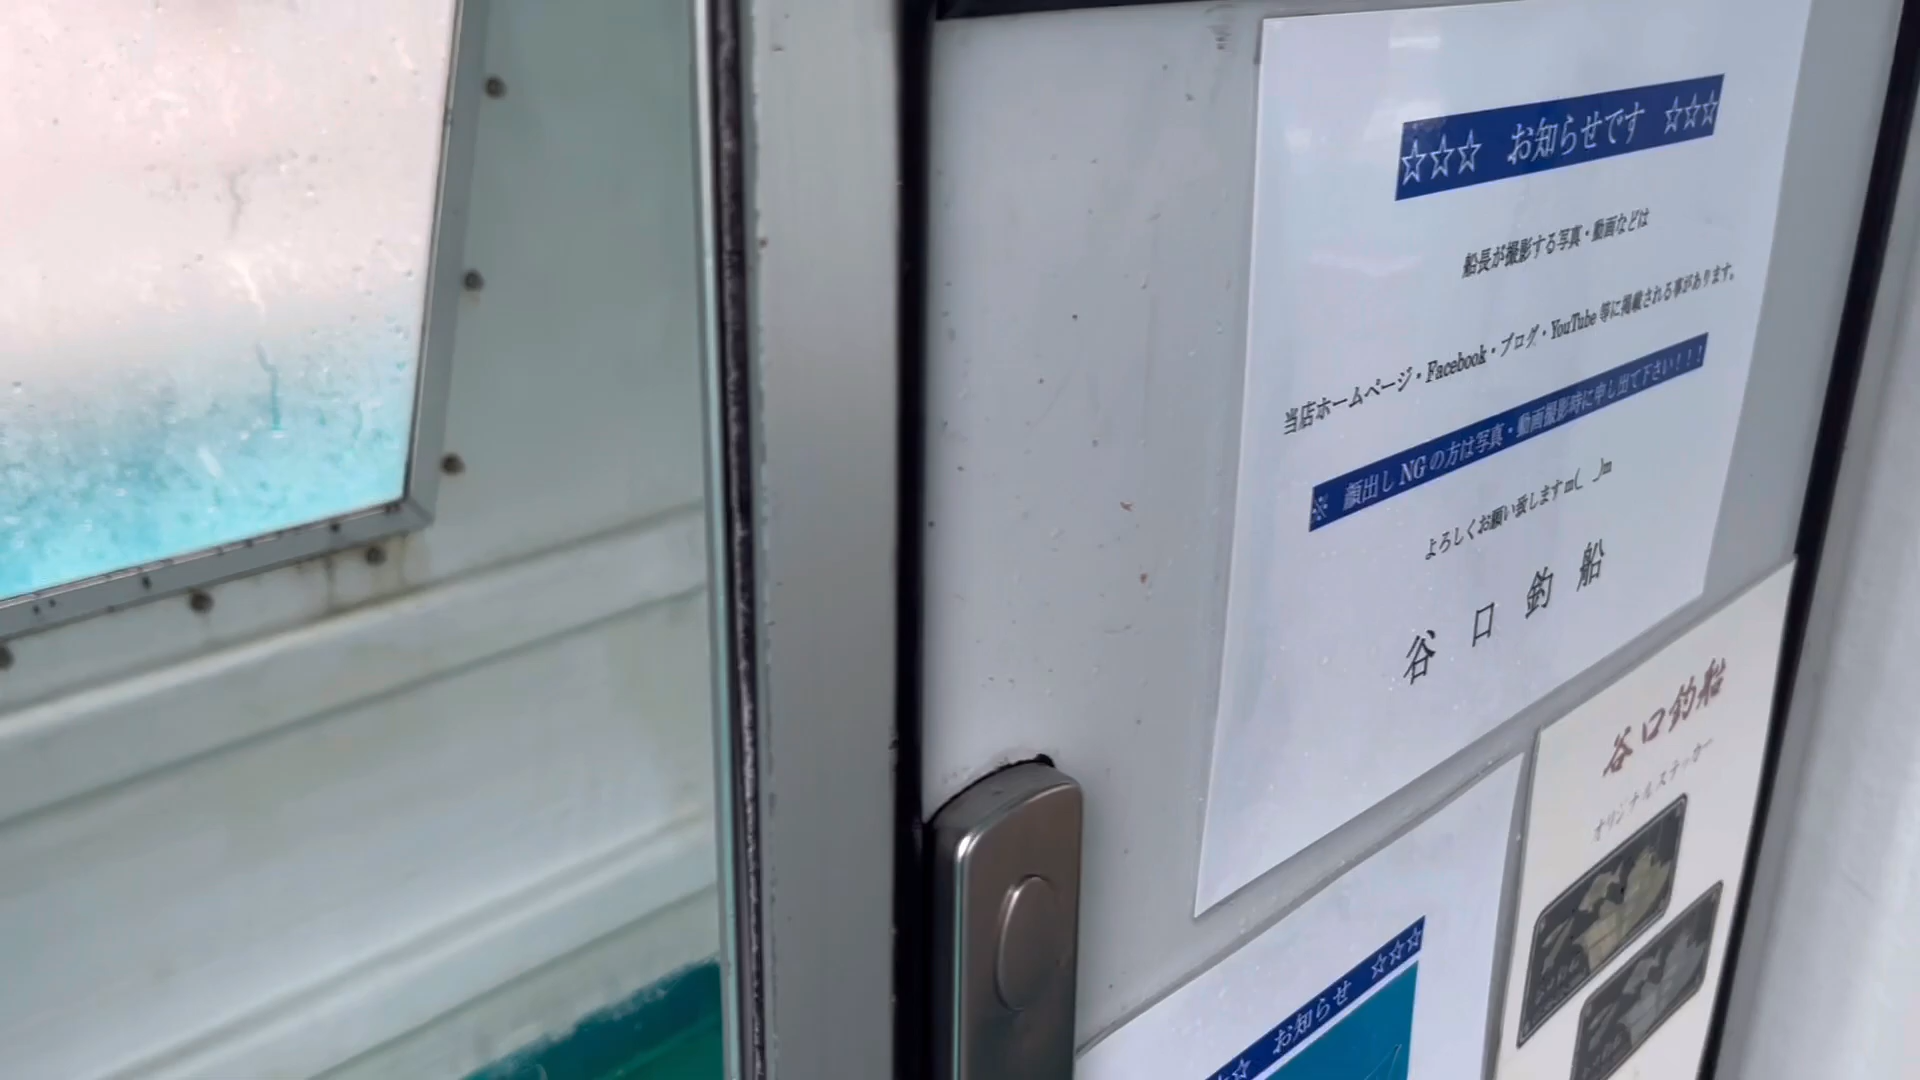 ☆☆☆ お知らせです ☆☆☆
船長が撮影する写真・動画などは
当店ホームページ・Facebook・ブログ・YouTube 等に掲載される事があります。
※ 顔出し NG の方は写真・動画撮影時に申し出て下さい！！！
よろしくお願い致します m(_ _)m
谷 口 釣 船
谷口釣船
オリジナルステッカー
☆☆ お知らせ ☆☆☆